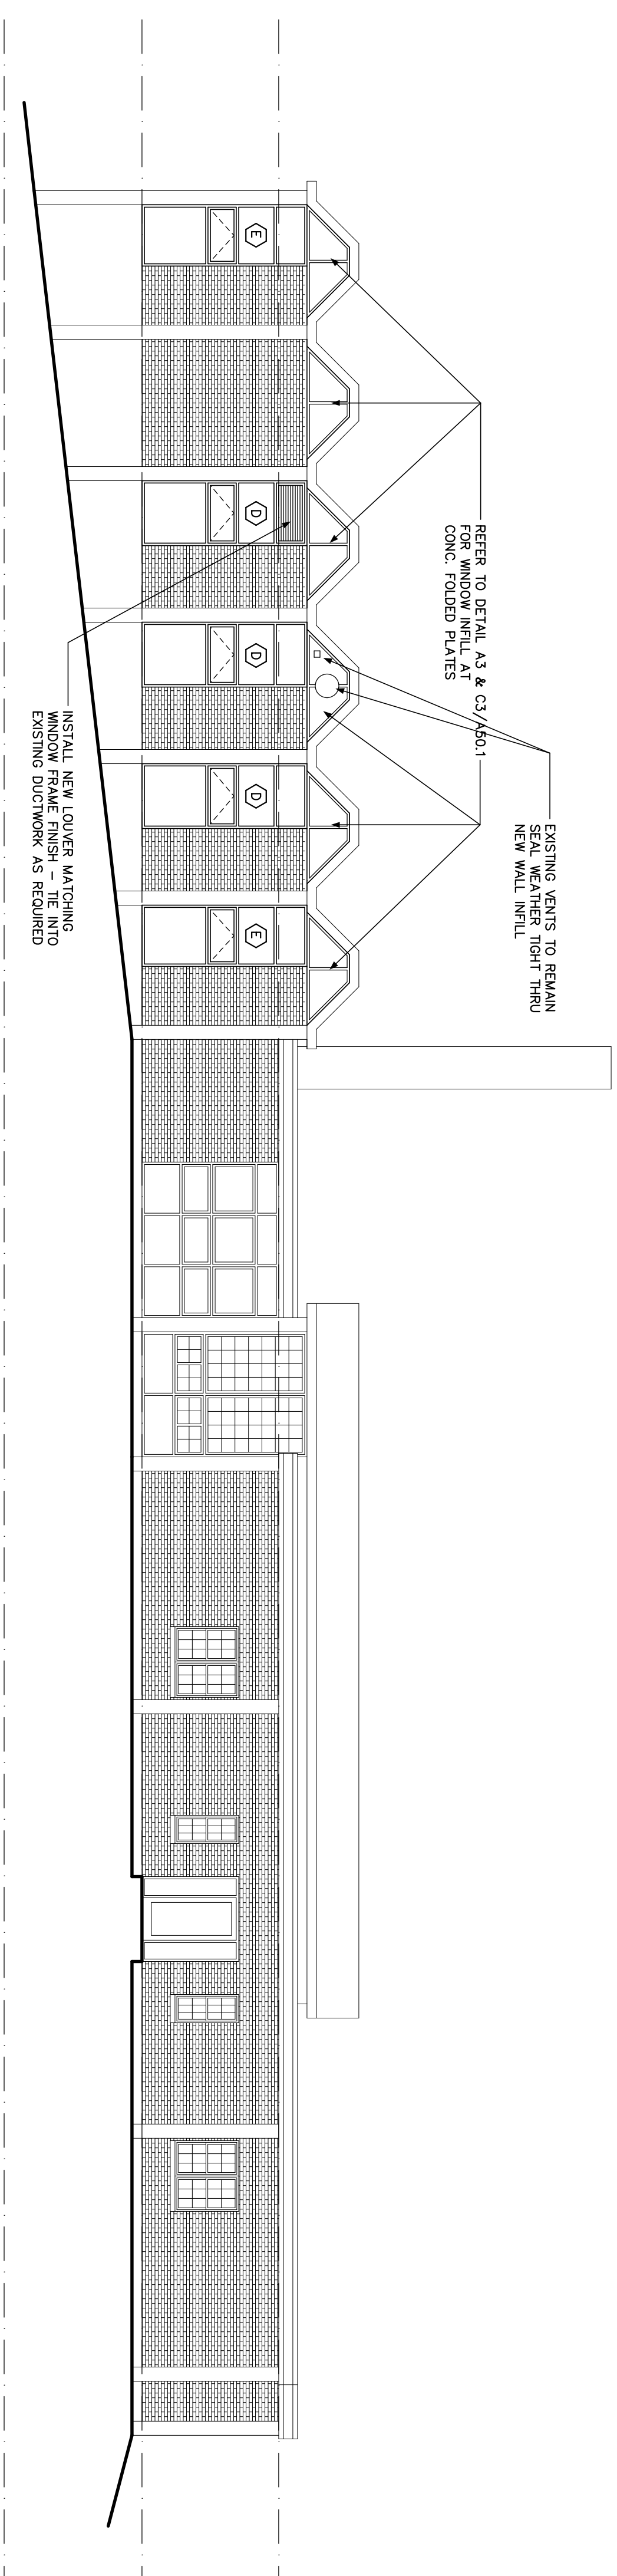 EXISTING VENTS TO REMAIN
SEAL WEATHER TIGHT THRU
NEW WALL INFILL
REFER TO DETAIL A3 & C3/A50.1
FOR WINDOW INFILL AT
CONC. FOLDED PLATES
E
D
D
D
E
INSTALL NEW LOUVER MATCHING
WINDOW FRAME FINISH – TIE INTO
EXISTING DUCTWORK AS REQUIRED